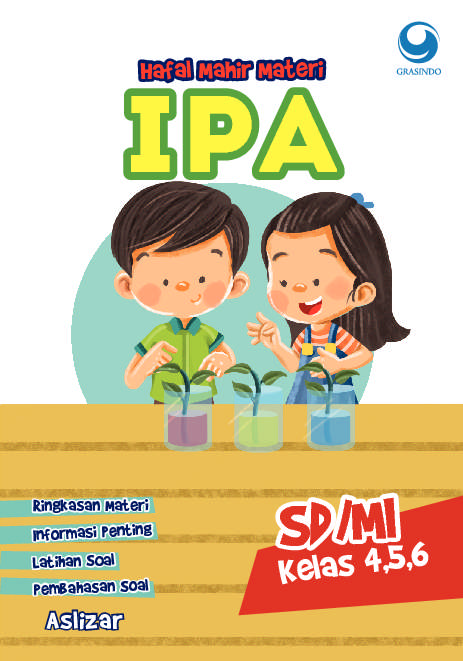 GRASINDO
Hafal Mahir Materi
IPA
Ringkasan Materi
Informasi Penting
Latihan Soal
Pembahasan Soal
Aslizar
SD/MI
Kelas 4,5,6